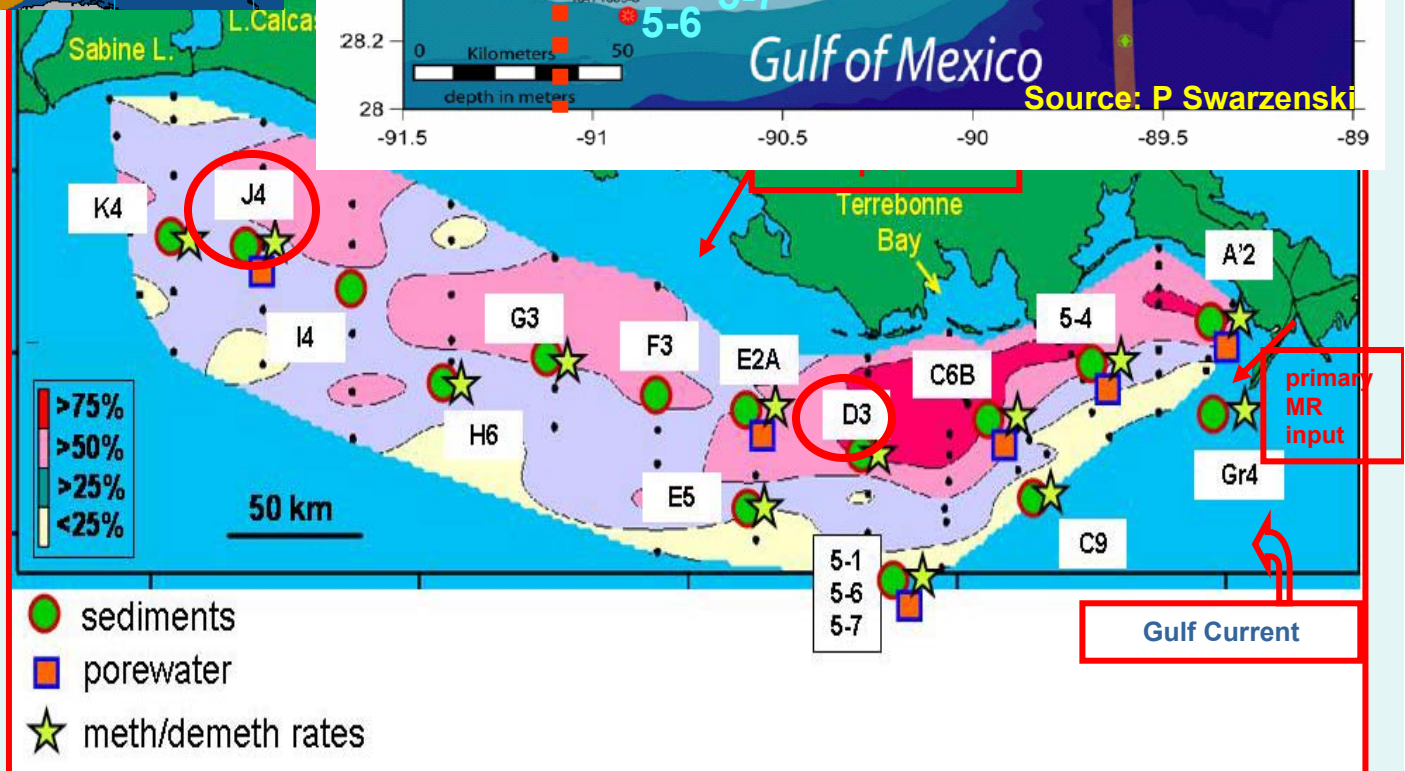 L.Calcas
Sabine L.
5-7
5-6
28.2
0 Kilometers 50
depth in meters
28
Gulf of Mexico
Source: P Swarzenski
-91.5 -91 -90.5 -90 -89.5 -89
K4
J4
Terrebonne
Bay
A'2
I4
G3
F3
E2A
5-4
C6B
D3
H6
E5
C9
Gr4
primary
MR
input
>75%
>50%
>25%
<25%
50 km
5-1
5-6
5-7
Gulf Current
sediments
porewater
meth/demeth rates